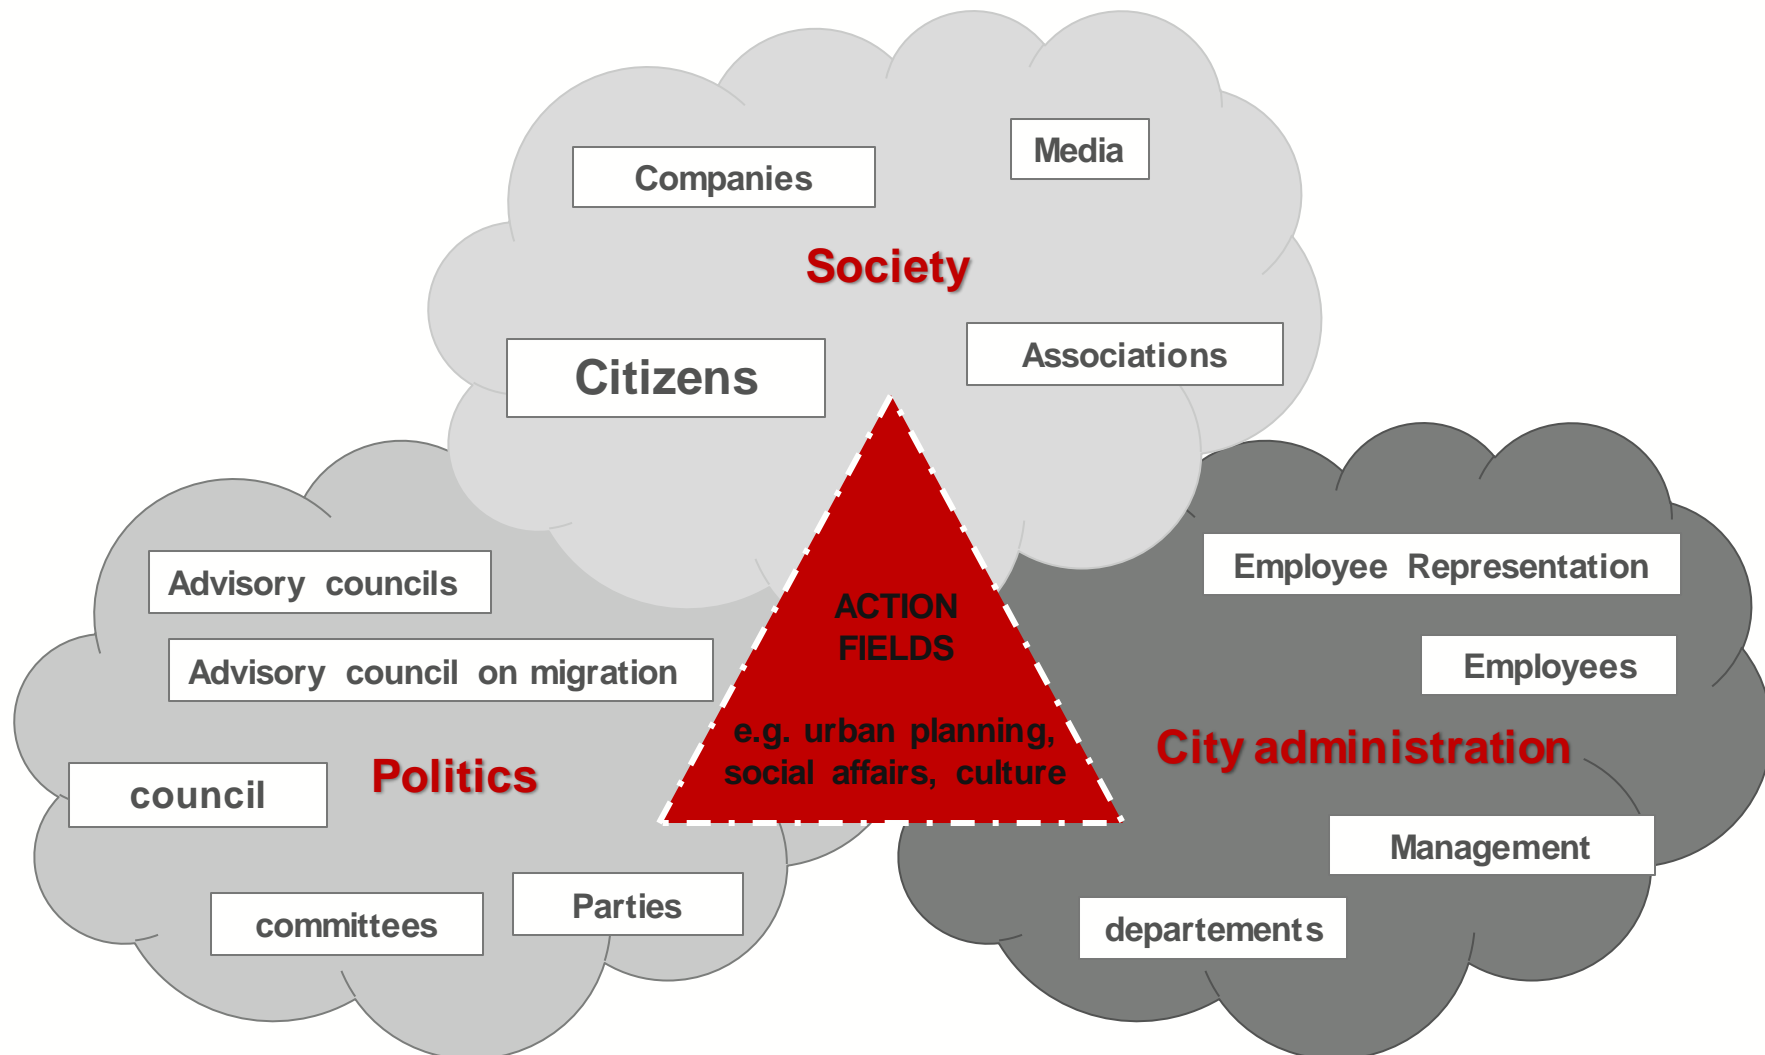 Media
Companies
Society
Associations
Citizens
Employee Representation
Advisory councils
ACTION
FIELDS
Employees
Advisory council on migration
e.g. urban planning,
social affairs, culture
City administration
Politics
council
Management
Parties
committees
departements